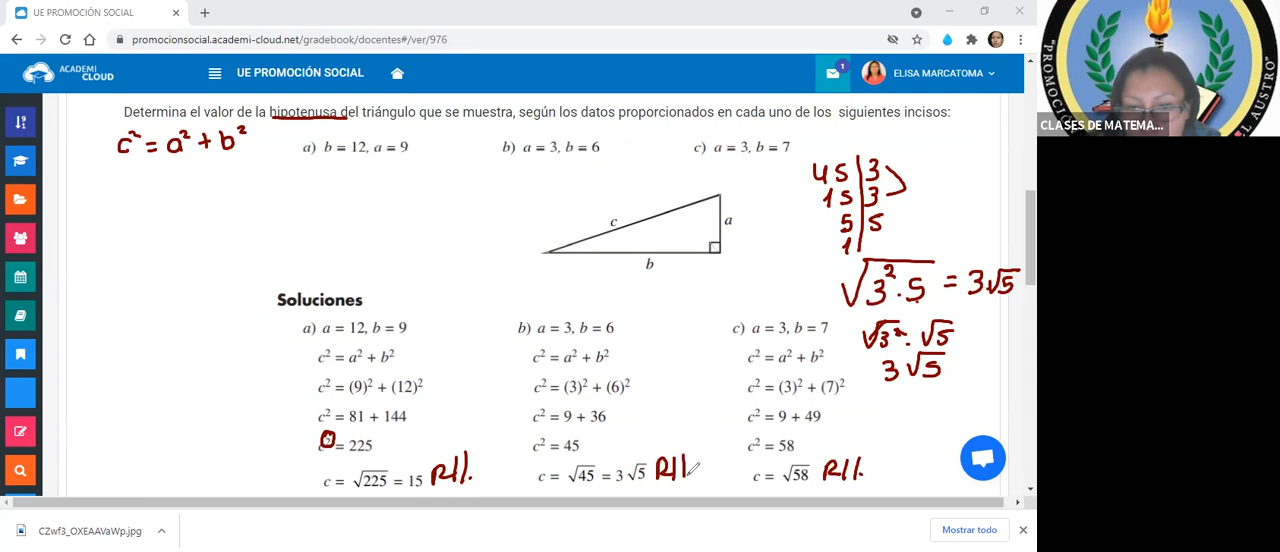 UE PROMOCIÓN SOCIAL
promocionsocial.academi-cloud.net/gradebook/docentes#/ver/976
ACADEMI CLOUD
UE PROMOCIÓN SOCIAL
1
ELISA MARCATOMA
CLASES DE MATEMA...
Determina el valor de la hipotenusa del triángulo que se muestra, según los datos proporcionados en cada uno de los siguientes incisos:
c² = a² + b²
a) b = 12, a = 9
b) a = 3, b = 6
c) a = 3, b = 7
45 | 3
15 | 3
5 | 5
1
c
a
b
√3²·5 = 3√5
√3² · √5
3√5
Soluciones
a) a = 12, b = 9
c² = a² + b²
c² = (9)² + (12)²
c² = 81 + 144
c² = 225
c = √225 = 15 R//.
b) a = 3, b = 6
c² = a² + b²
c² = (3)² + (6)²
c² = 9 + 36
c² = 45
c = √45 = 3√5 R//
c) a = 3, b = 7
c² = a² + b²
c² = (3)² + (7)²
c² = 9 + 49
c² = 58
c = √58 R//.
CZwf3_OXEAAVaWp.jpg
Mostrar todo